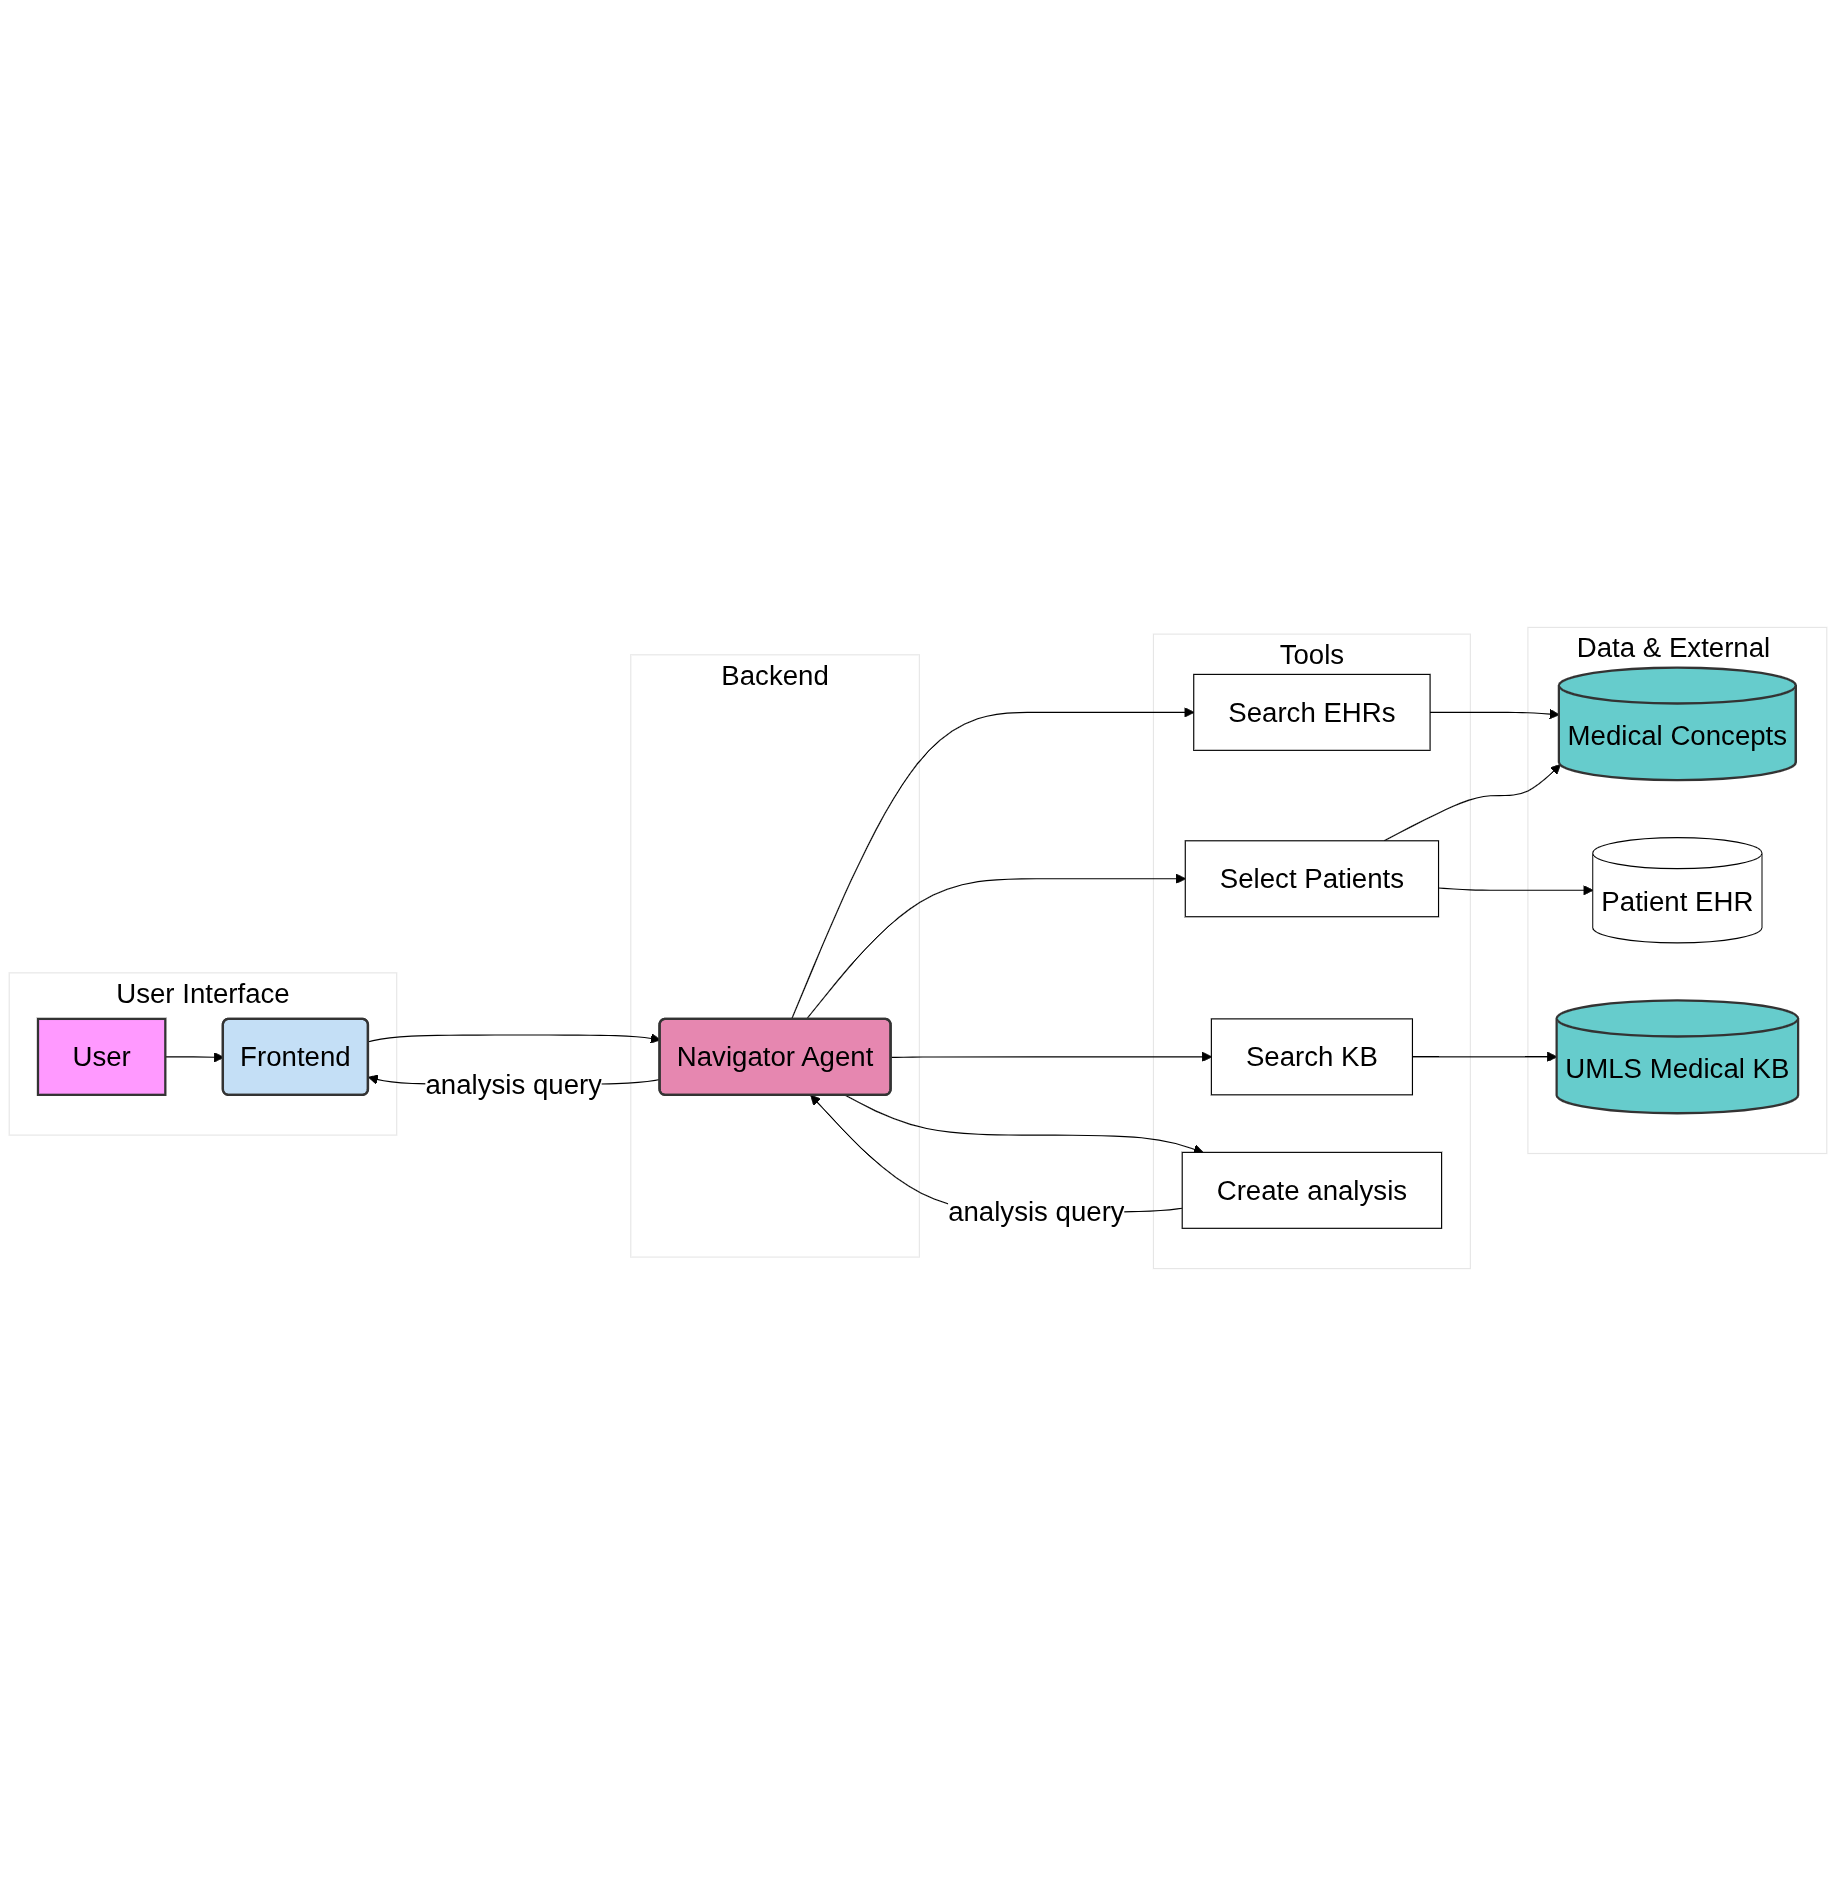 User Interface
User
Frontend
analysis query
Backend
Navigator Agent
analysis query
Tools
Search EHRs
Select Patients
Search KB
Create analysis
Data & External
Medical Concepts
Patient EHR
UMLS Medical KB